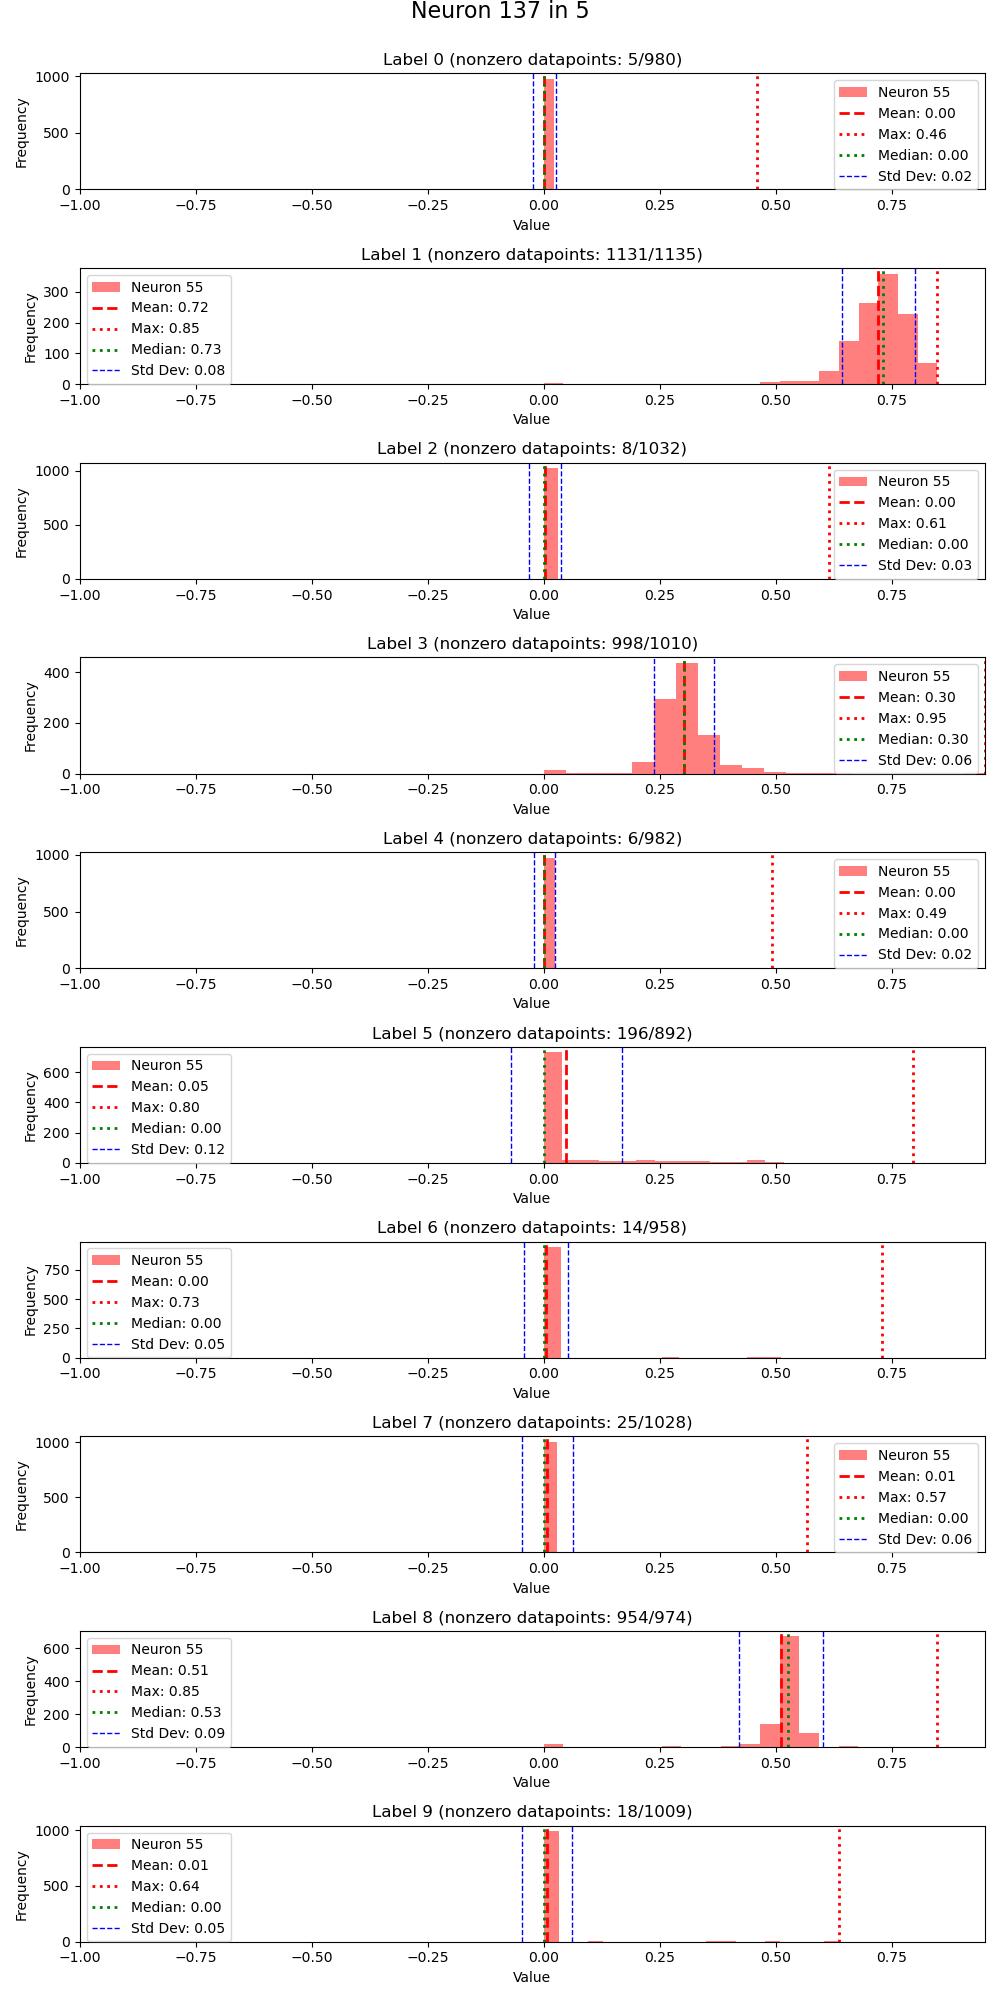 Neuron 137 in 5
Label 0 (nonzero datapoints: 5/980)
1000
500
0
Frequency
Neuron 55
Mean: 0.00
Max: 0.46
Median: 0.00
Std Dev: 0.02
−1.00 −0.75 −0.50 −0.25 0.00 0.25 0.50 0.75
Value
Label 1 (nonzero datapoints: 1131/1135)
300
200
100
0
Frequency
Neuron 55
Mean: 0.72
Max: 0.85
Median: 0.73
Std Dev: 0.08
−1.00 −0.75 −0.50 −0.25 0.00 0.25 0.50 0.75
Value
Label 2 (nonzero datapoints: 8/1032)
1000
500
0
Frequency
Neuron 55
Mean: 0.00
Max: 0.61
Median: 0.00
Std Dev: 0.03
−1.00 −0.75 −0.50 −0.25 0.00 0.25 0.50 0.75
Value
Label 3 (nonzero datapoints: 998/1010)
400
200
0
Frequency
Neuron 55
Mean: 0.30
Max: 0.95
Median: 0.30
Std Dev: 0.06
−1.00 −0.75 −0.50 −0.25 0.00 0.25 0.50 0.75
Value
Label 4 (nonzero datapoints: 6/982)
1000
500
0
Frequency
Neuron 55
Mean: 0.00
Max: 0.49
Median: 0.00
Std Dev: 0.02
−1.00 −0.75 −0.50 −0.25 0.00 0.25 0.50 0.75
Value
Label 5 (nonzero datapoints: 196/892)
600
400
200
0
Frequency
Neuron 55
Mean: 0.05
Max: 0.80
Median: 0.00
Std Dev: 0.12
−1.00 −0.75 −0.50 −0.25 0.00 0.25 0.50 0.75
Value
Label 6 (nonzero datapoints: 14/958)
750
500
250
0
Frequency
Neuron 55
Mean: 0.00
Max: 0.73
Median: 0.00
Std Dev: 0.05
−1.00 −0.75 −0.50 −0.25 0.00 0.25 0.50 0.75
Value
Label 7 (nonzero datapoints: 25/1028)
1000
500
0
Frequency
Neuron 55
Mean: 0.01
Max: 0.57
Median: 0.00
Std Dev: 0.06
−1.00 −0.75 −0.50 −0.25 0.00 0.25 0.50 0.75
Value
Label 8 (nonzero datapoints: 954/974)
600
400
200
0
Frequency
Neuron 55
Mean: 0.51
Max: 0.85
Median: 0.53
Std Dev: 0.09
−1.00 −0.75 −0.50 −0.25 0.00 0.25 0.50 0.75
Value
Label 9 (nonzero datapoints: 18/1009)
1000
500
0
Frequency
Neuron 55
Mean: 0.01
Max: 0.64
Median: 0.00
Std Dev: 0.05
−1.00 −0.75 −0.50 −0.25 0.00 0.25 0.50 0.75
Value